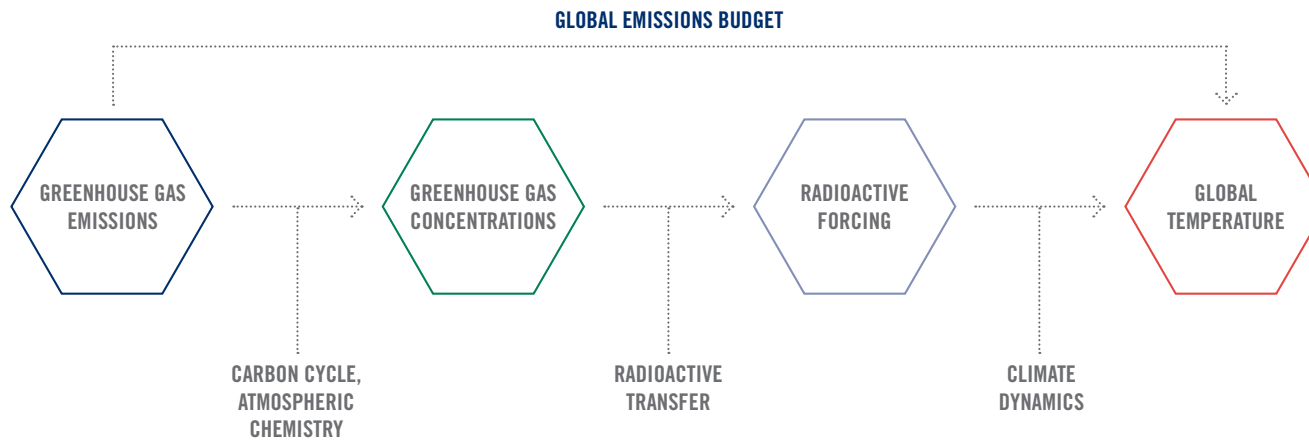 GLOBAL EMISSIONS BUDGET
GREENHOUSE GAS
EMISSIONS
GREENHOUSE GAS
CONCENTRATIONS
RADIOACTIVE
FORCING
GLOBAL
TEMPERATURE
CARBON CYCLE,
ATMOSPHERIC
CHEMISTRY
RADIOACTIVE
TRANSFER
CLIMATE
DYNAMICS